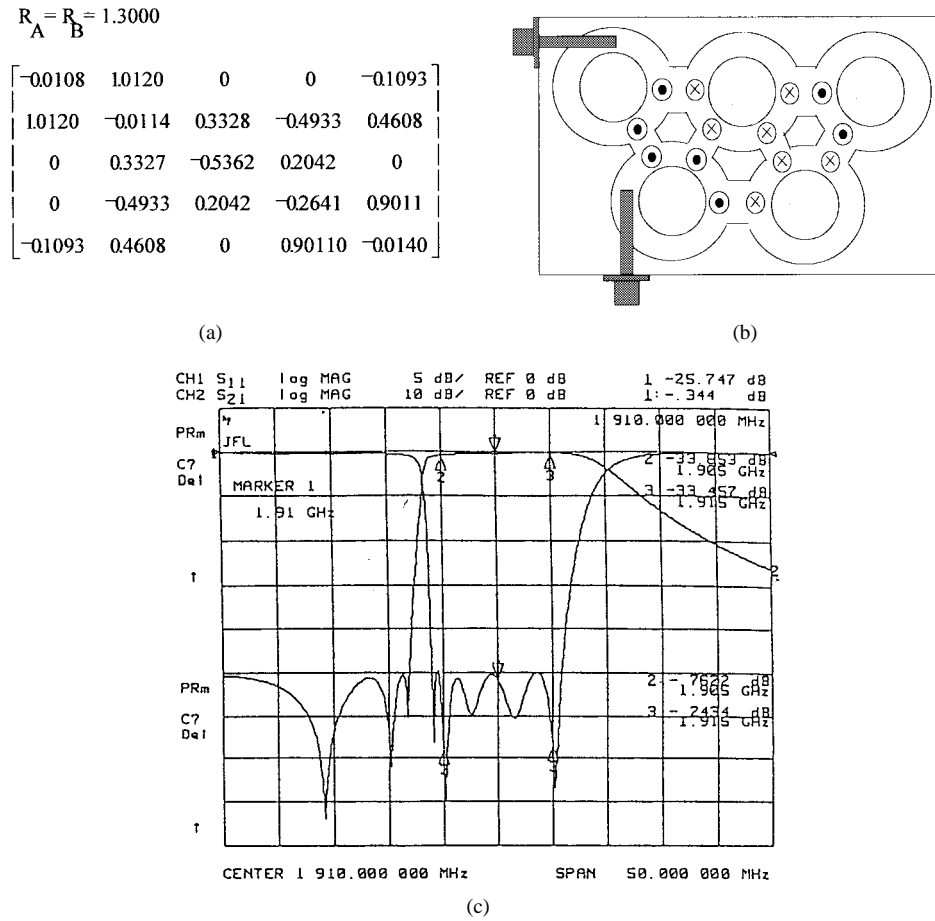 R_A = R_B = 1.3000
-0.0108 1.0120 0 0 -0.1093
1.0120 -0.0114 0.3328 -0.4933 0.4608
0 0.3327 -0.5362 0.2042 0
0 -0.4933 0.2042 -0.2641 0.9011
-0.1093 0.4608 0 0.90110 -0.0140
(a)
(b)
CH1 S11 log MAG 5 dB/ REF 0 dB 1 -25.747 dB
CH2 S21 log MAG 10 dB/ REF 0 dB 1:-.344 dB
1 910.000 000 MHz
PRm
JFL
C?
Del
MARKER 1
1.91 GHz
2 -33.853 dB
1.905 GHz
3 -33.457 dB
1.915 GHz
2
3
↑
PRm
C?
Del
2 -.7622 dB
1.905 GHz
3 -.2434 dB
1.915 GHz
↑
CENTER 1 910.000 000 MHz SPAN 50.000 000 MHz
(c)